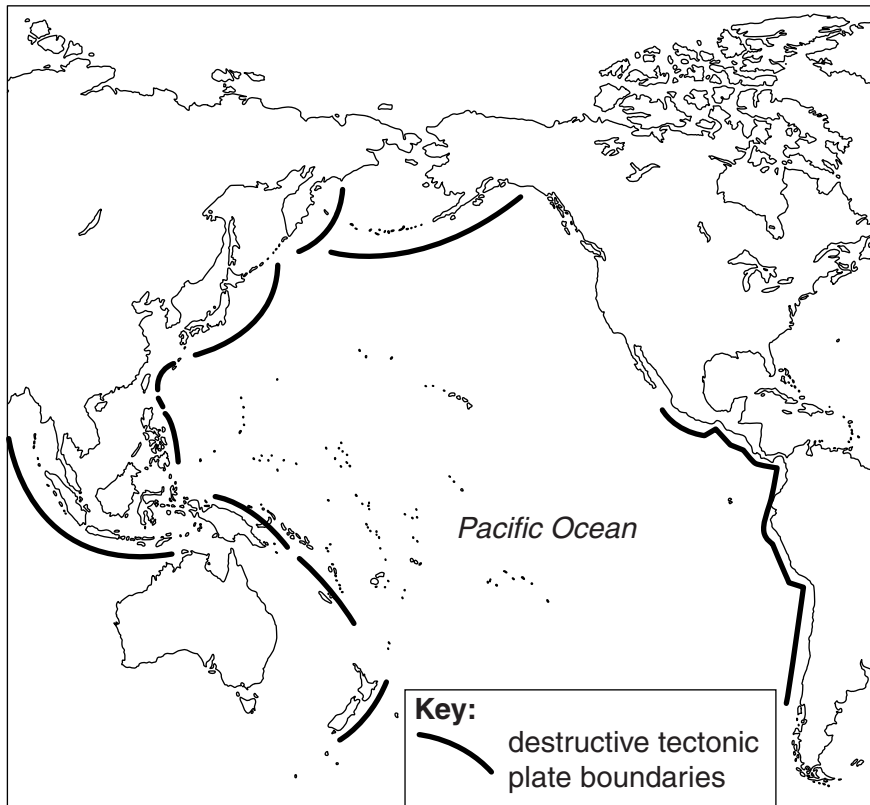 Pacific Ocean
Key:
destructive tectonic
plate boundaries